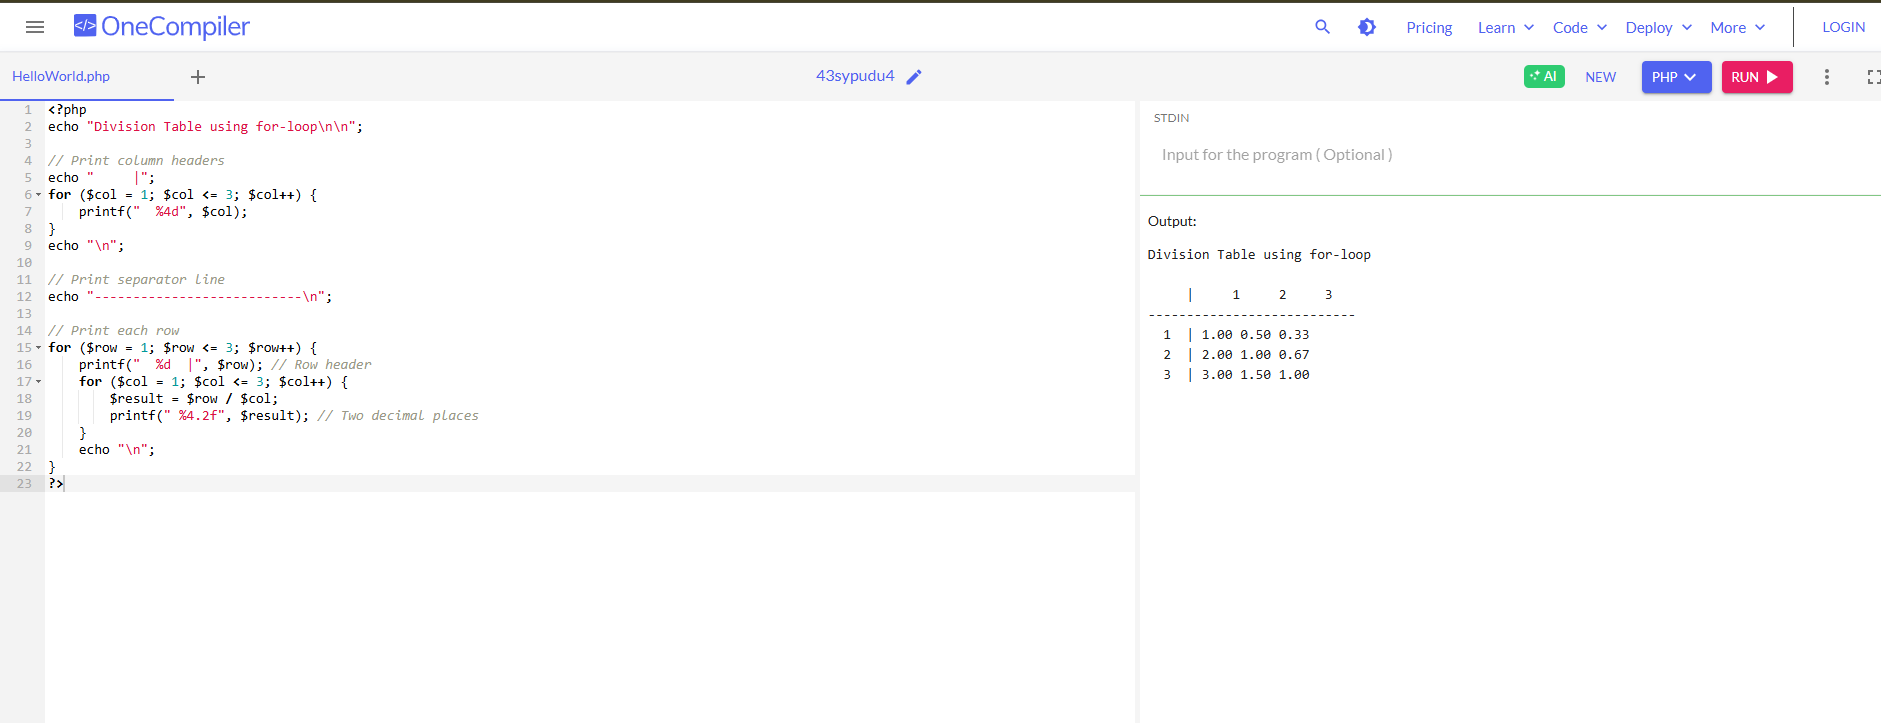 </> OneCompiler
Pricing Learn Code Deploy More LOGIN
HelloWorld.php + 43sypudu4 AI NEW PHP RUN
1 <?php
2 echo "Division Table using for-loop\n\n";
3
4 // Print column headers
5 echo "     |";
6 for ($col = 1; $col <= 3; $col++) {
7     printf("  %4d", $col);
8 }
9 echo "\n";
10
11 // Print separator line
12 echo "---------------------------\n";
13
14 // Print each row
15 for ($row = 1; $row <= 3; $row++) {
16     printf("  %d  |", $row); // Row header
17     for ($col = 1; $col <= 3; $col++) {
18         $result = $row / $col;
19         printf(" %4.2f", $result); // Two decimal places
20     }
21     echo "\n";
22 }
23 ?>
STDIN
Input for the program ( Optional )
Output:
Division Table using for-loop
     |     1     2     3
---------------------------
  1  | 1.00 0.50 0.33
  2  | 2.00 1.00 0.67
  3  | 3.00 1.50 1.00